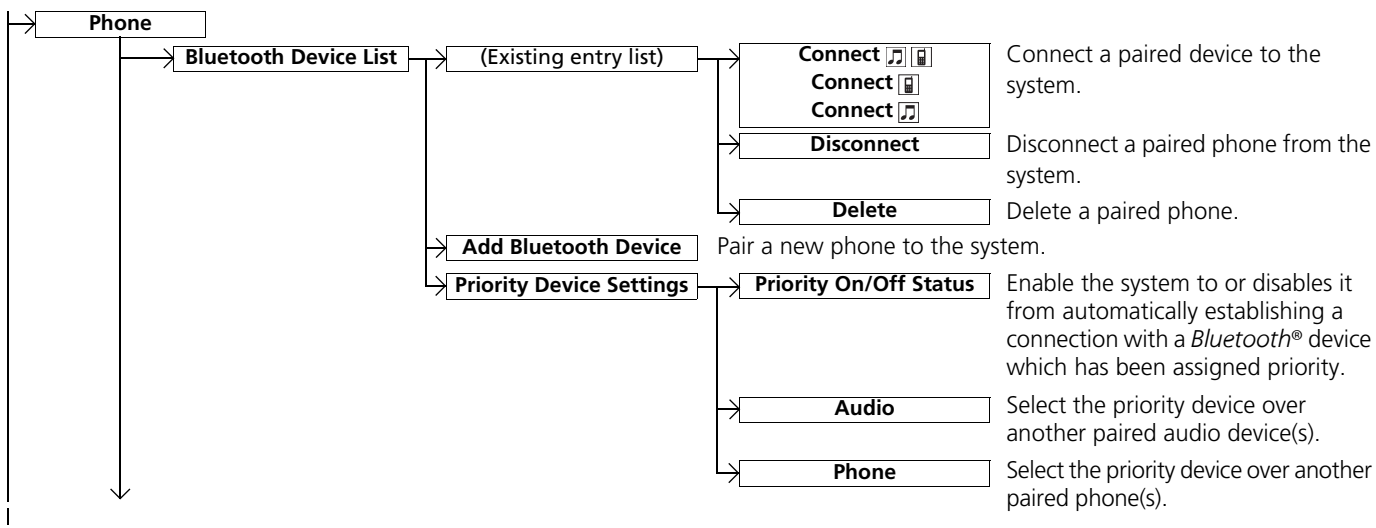 Phone
Bluetooth Device List
(Existing entry list)
Connect
Connect
Connect
Connect a paired device to the
system.
Disconnect
Disconnect a paired phone from the
system.
Delete
Delete a paired phone.
Add Bluetooth Device
Pair a new phone to the system.
Priority Device Settings
Priority On/Off Status
Enable the system to or disables it
from automatically establishing a
connection with a Bluetooth® device
which has been assigned priority.
Audio
Select the priority device over
another paired audio device(s).
Phone
Select the priority device over another
paired phone(s).